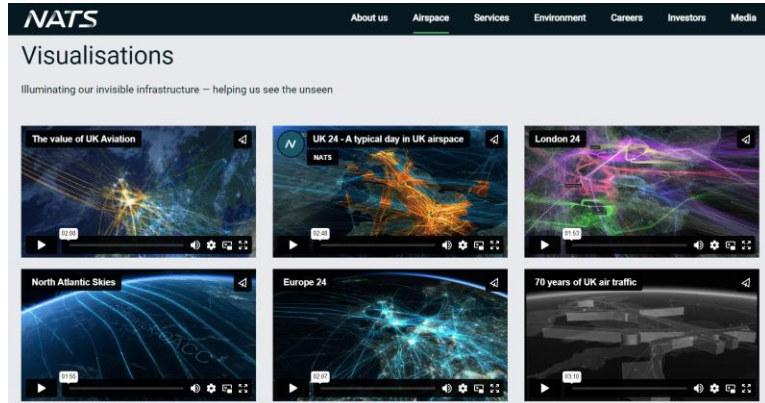 NATS
About us Airspace Services Environment Careers Investors Media
Visualisations
Illuminating our invisible infrastructure — helping us see the unseen
The value of UK Aviation
02:08
UK 24 - A typical day in UK airspace
NATS
02:48
London 24
01:53
North Atlantic Skies
01:55
Europe 24
02:07
70 years of UK air traffic
03:10